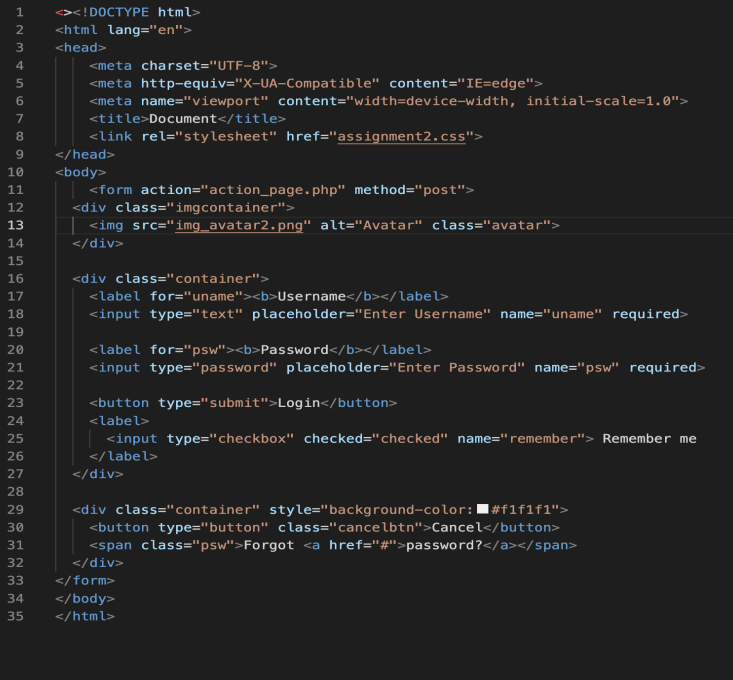 1 <><!DOCTYPE html>
2 <html lang="en">
3 <head>
4     <meta charset="UTF-8">
5     <meta http-equiv="X-UA-Compatible" content="IE=edge">
6     <meta name="viewport" content="width=device-width, initial-scale=1.0">
7     <title>Document</title>
8     <link rel="stylesheet" href="assignment2.css">
9 </head>
10 <body>
11     <form action="action_page.php" method="post">
12   <div class="imgcontainer">
13     <img src="img_avatar2.png" alt="Avatar" class="avatar">
14   </div>
15
16   <div class="container">
17     <label for="uname"><b>Username</b></label>
18     <input type="text" placeholder="Enter Username" name="uname" required>
19
20     <label for="psw"><b>Password</b></label>
21     <input type="password" placeholder="Enter Password" name="psw" required>
22
23     <button type="submit">Login</button>
24     <label>
25       <input type="checkbox" checked="checked" name="remember"> Remember me
26     </label>
27   </div>
28
29   <div class="container" style="background-color:#f1f1f1">
30     <button type="button" class="cancelbtn">Cancel</button>
31     <span class="psw">Forgot <a href="#">password?</a></span>
32   </div>
33 </form>
34 </body>
35 </html>